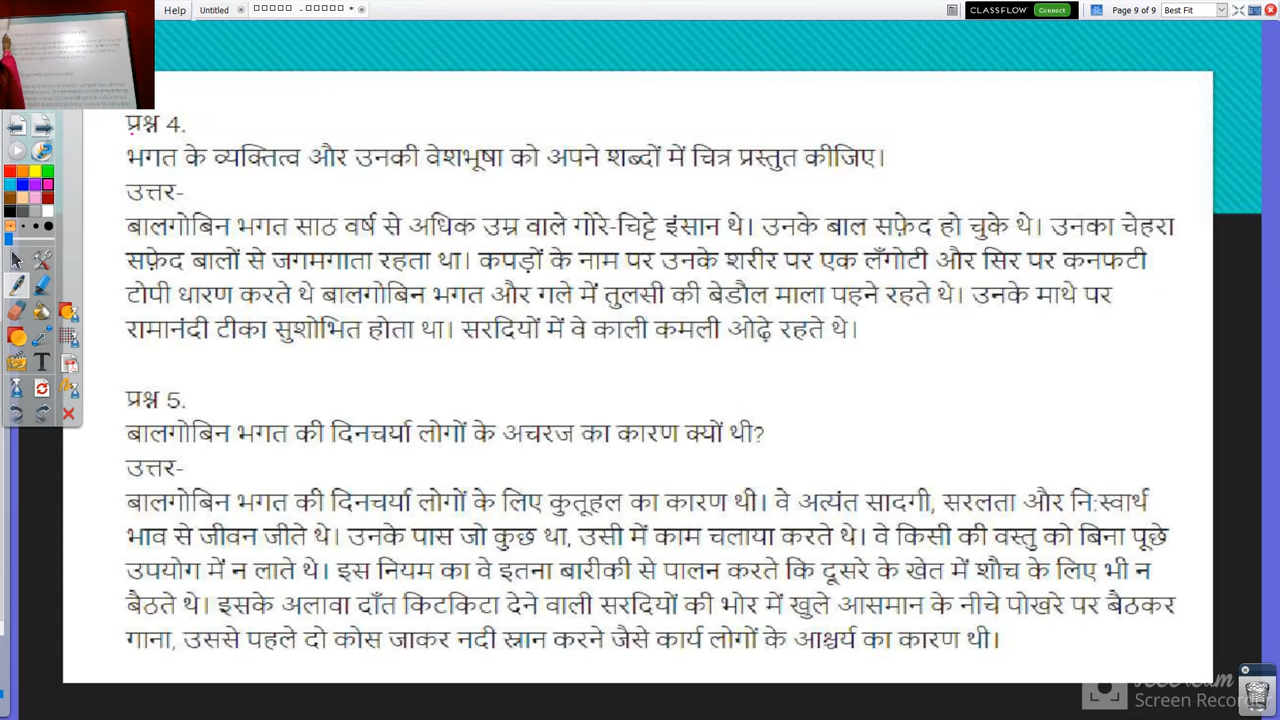 Help
Untitled
CLASSFLOW Connect
Page 9 of 9
Best Fit
प्रश्न 4.
भगत के व्यक्तित्व और उनकी वेशभूषा को अपने शब्दों में चित्र प्रस्तुत कीजिए।
उत्तर-
बालगोबिन भगत साठ वर्ष से अधिक उम्र वाले गोरे-चिट्टे इंसान थे। उनके बाल सफ़ेद हो चुके थे। उनका चेहरा
सफ़ेद बालों से जगमगाता रहता था। कपड़ों के नाम पर उनके शरीर पर एक लँगोटी और सिर पर कनफटी
टोपी धारण करते थे बालगोबिन भगत और गले में तुलसी की बेडौल माला पहने रहते थे। उनके माथे पर
रामानंदी टीका सुशोभित होता था। सरदियों में वे काली कमली ओढ़े रहते थे।
प्रश्न 5.
बालगोबिन भगत की दिनचर्या लोगों के अचरज का कारण क्यों थी?
उत्तर-
बालगोबिन भगत की दिनचर्या लोगों के लिए कुतूहल का कारण थी। वे अत्यंत सादगी, सरलता और नि:स्वार्थ
भाव से जीवन जीते थे। उनके पास जो कुछ था, उसी में काम चलाया करते थे। वे किसी की वस्तु को बिना पूछे
उपयोग में न लाते थे। इस नियम का वे इतना बारीकी से पालन करते कि दूसरे के खेत में शौच के लिए भी न
बैठते थे। इसके अलावा दाँत किटकिटा देने वाली सरदियों की भोर में खुले आसमान के नीचे पोखरे पर बैठकर
गाना, उससे पहले दो कोस जाकर नदी स्नान करने जैसे कार्य लोगों के आश्चर्य का कारण थी।
Screen Recorder